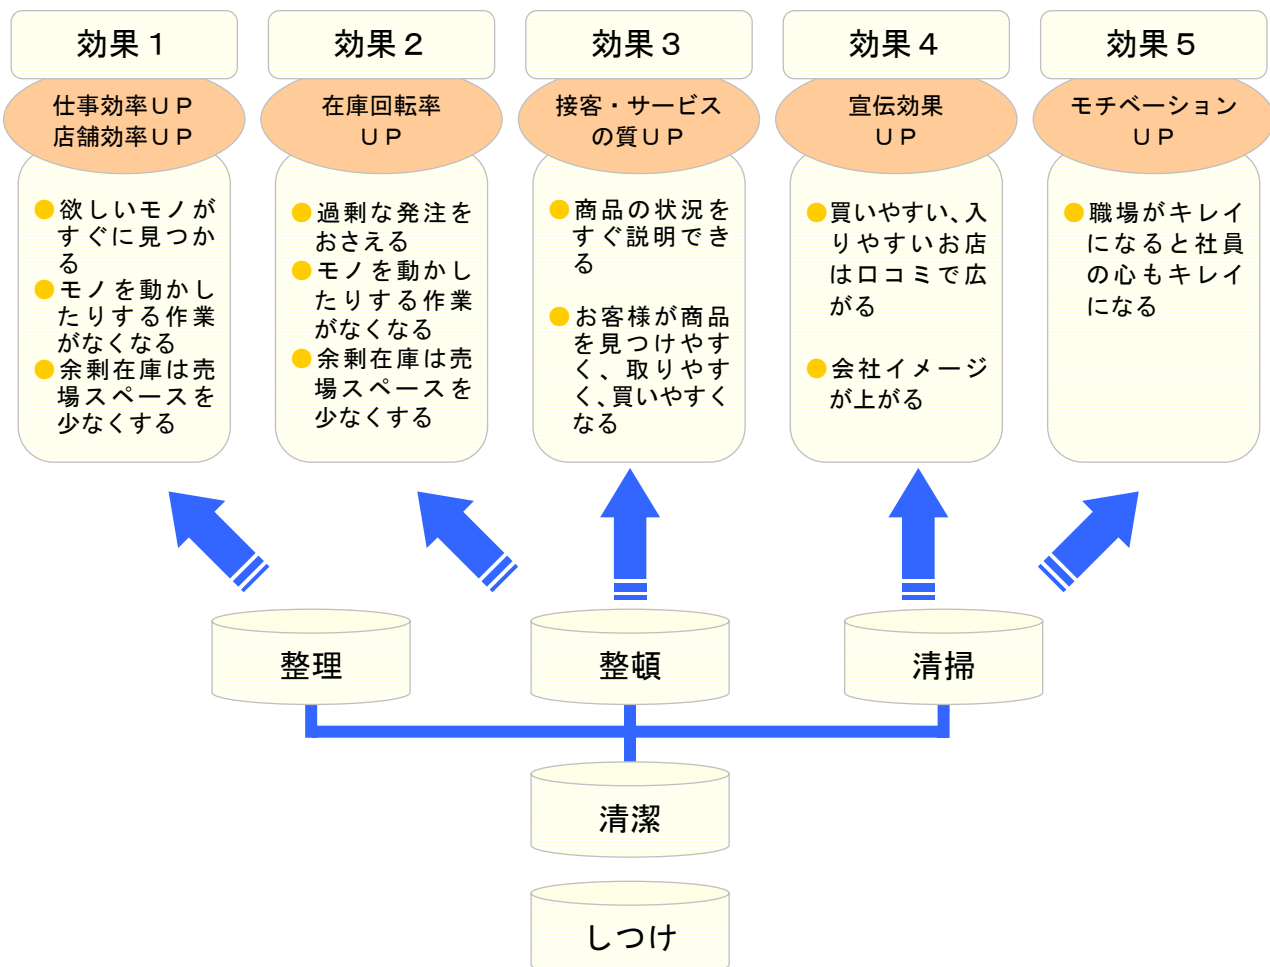 効果１
仕事効率ＵＰ
店舗効率ＵＰ
●欲しいモノが
すぐに見つか
る
●モノを動かし
たりする作業
がなくなる
●余剰在庫は売
場スペースを
少なくする
効果２
在庫回転率
ＵＰ
●過剰な発注を
おさえる
●モノを動かし
たりする作業
がなくなる
●余剰在庫は売
場スペースを
少なくする
効果３
接客・サービス
の質ＵＰ
●商品の状況を
すぐ説明でき
る
●お客様が商品
を見つけやす
く、取りやす
く、買いやすく
なる
効果４
宣伝効果
ＵＰ
●買いやすい、入
りやすいお店
は口コミで広
がる
●会社イメージ
が上がる
効果５
モチベーション
ＵＰ
●職場がキレイ
になると社員
の心もキレイ
になる
整理
整頓
清掃
清潔
しつけ